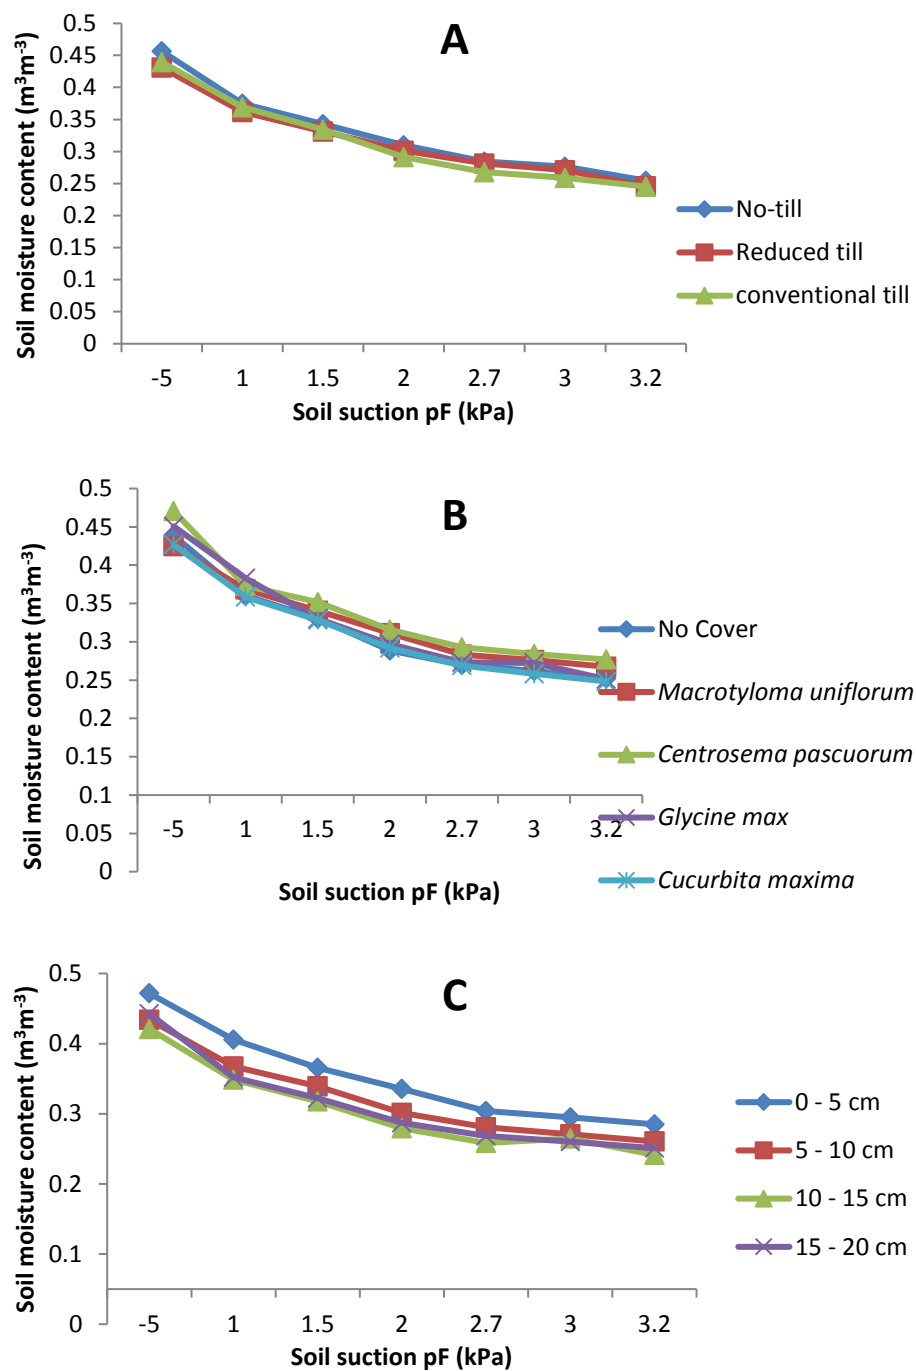 A
Soil moisture content (m³m⁻³)
0.5
0.45
0.4
0.35
0.3
0.25
0.2
0.15
0.1
0.05
0
-5 1 1.5 2 2.7 3 3.2
Soil suction pF (kPa)
No-till
Reduced till
conventional till
B
Soil moisture content (m³m⁻³)
0.5
0.45
0.4
0.35
0.3
0.25
0.2
0.15
0.1
0.05
0
-5 1 1.5 2 2.7 3 3.2
Soil suction pF (kPa)
No Cover
Macrotyloma uniflorum
Centrosema pascuorum
Glycine max
Cucurbita maxima
C
Soil moisture content (m³m⁻³)
0.5
0.4
0.3
0.2
0.1
0
-5 1 1.5 2 2.7 3 3.2
Soil suction pF (kPa)
0 - 5 cm
5 - 10 cm
10 - 15 cm
15 - 20 cm